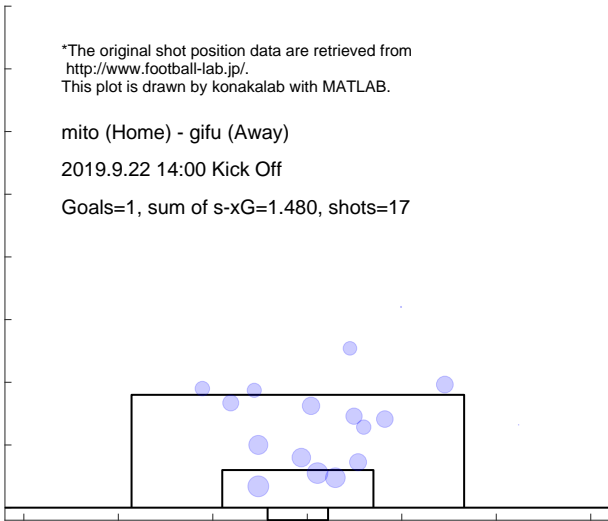 *The original shot position data are retrieved from
http://www.football-lab.jp/.
This plot is drawn by konakalab with MATLAB.
mito (Home) - gifu (Away)
2019.9.22 14:00 Kick Off
Goals=1, sum of s-xG=1.480, shots=17